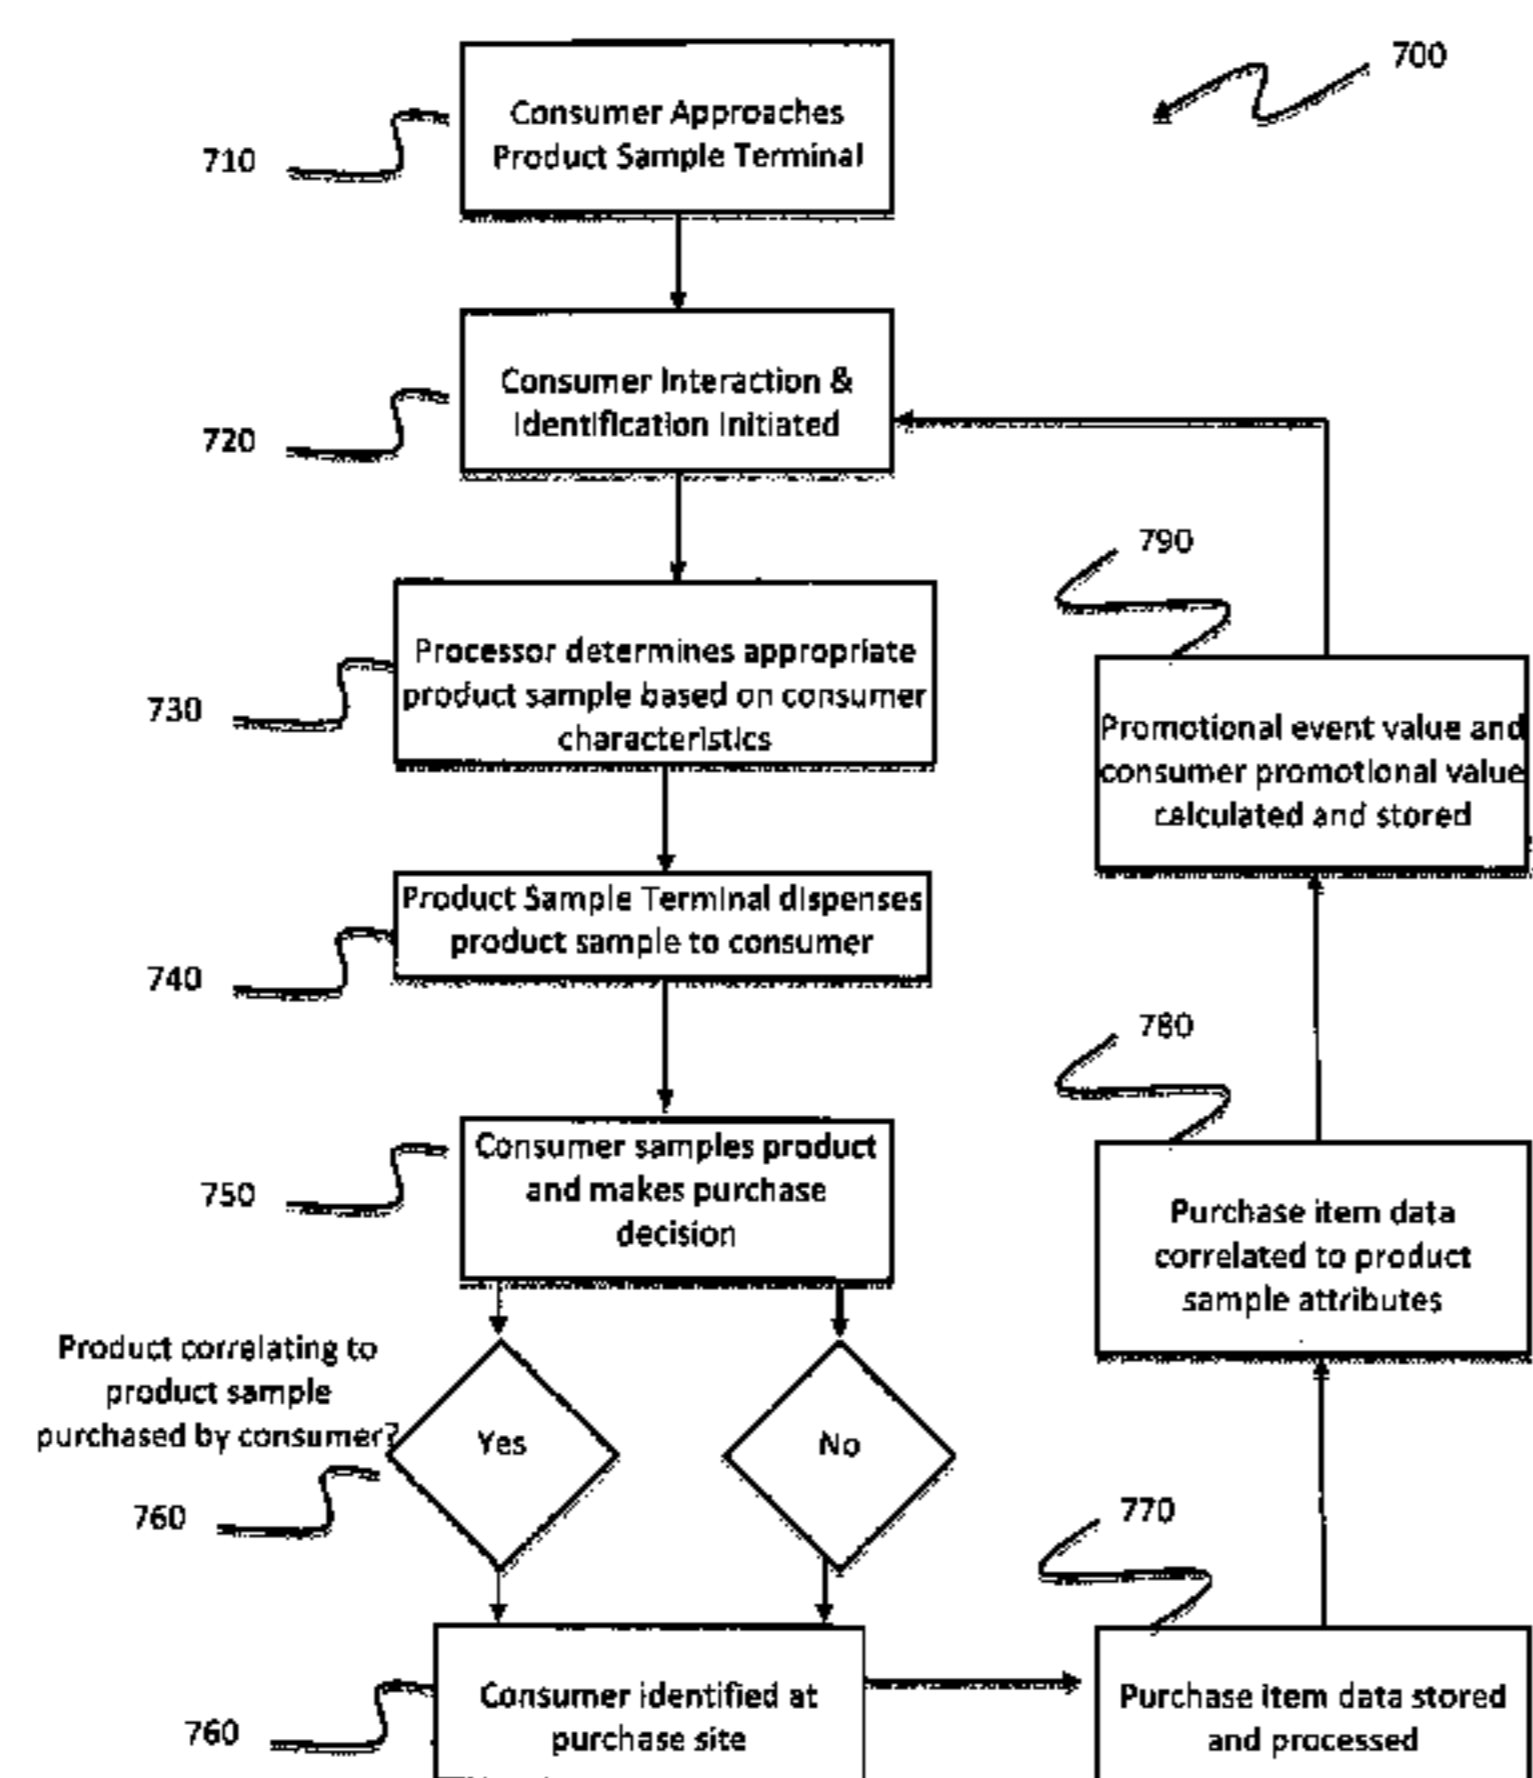 700
710
Consumer Approaches
Product Sample Terminal
720
Consumer Interaction &
Identification Initiated
730
Processor determines appropriate
product sample based on consumer
characteristics
740
Product Sample Terminal dispenses
product sample to consumer
750
Consumer samples product
and makes purchase
decision
Product correlating to
product sample
purchased by consumer?
760
Yes
No
760
Consumer identified at
purchase site
770
Purchase item data stored
and processed
780
Purchase item data
correlated to product
sample attributes
790
Promotional event value and
consumer promotional value
calculated and stored